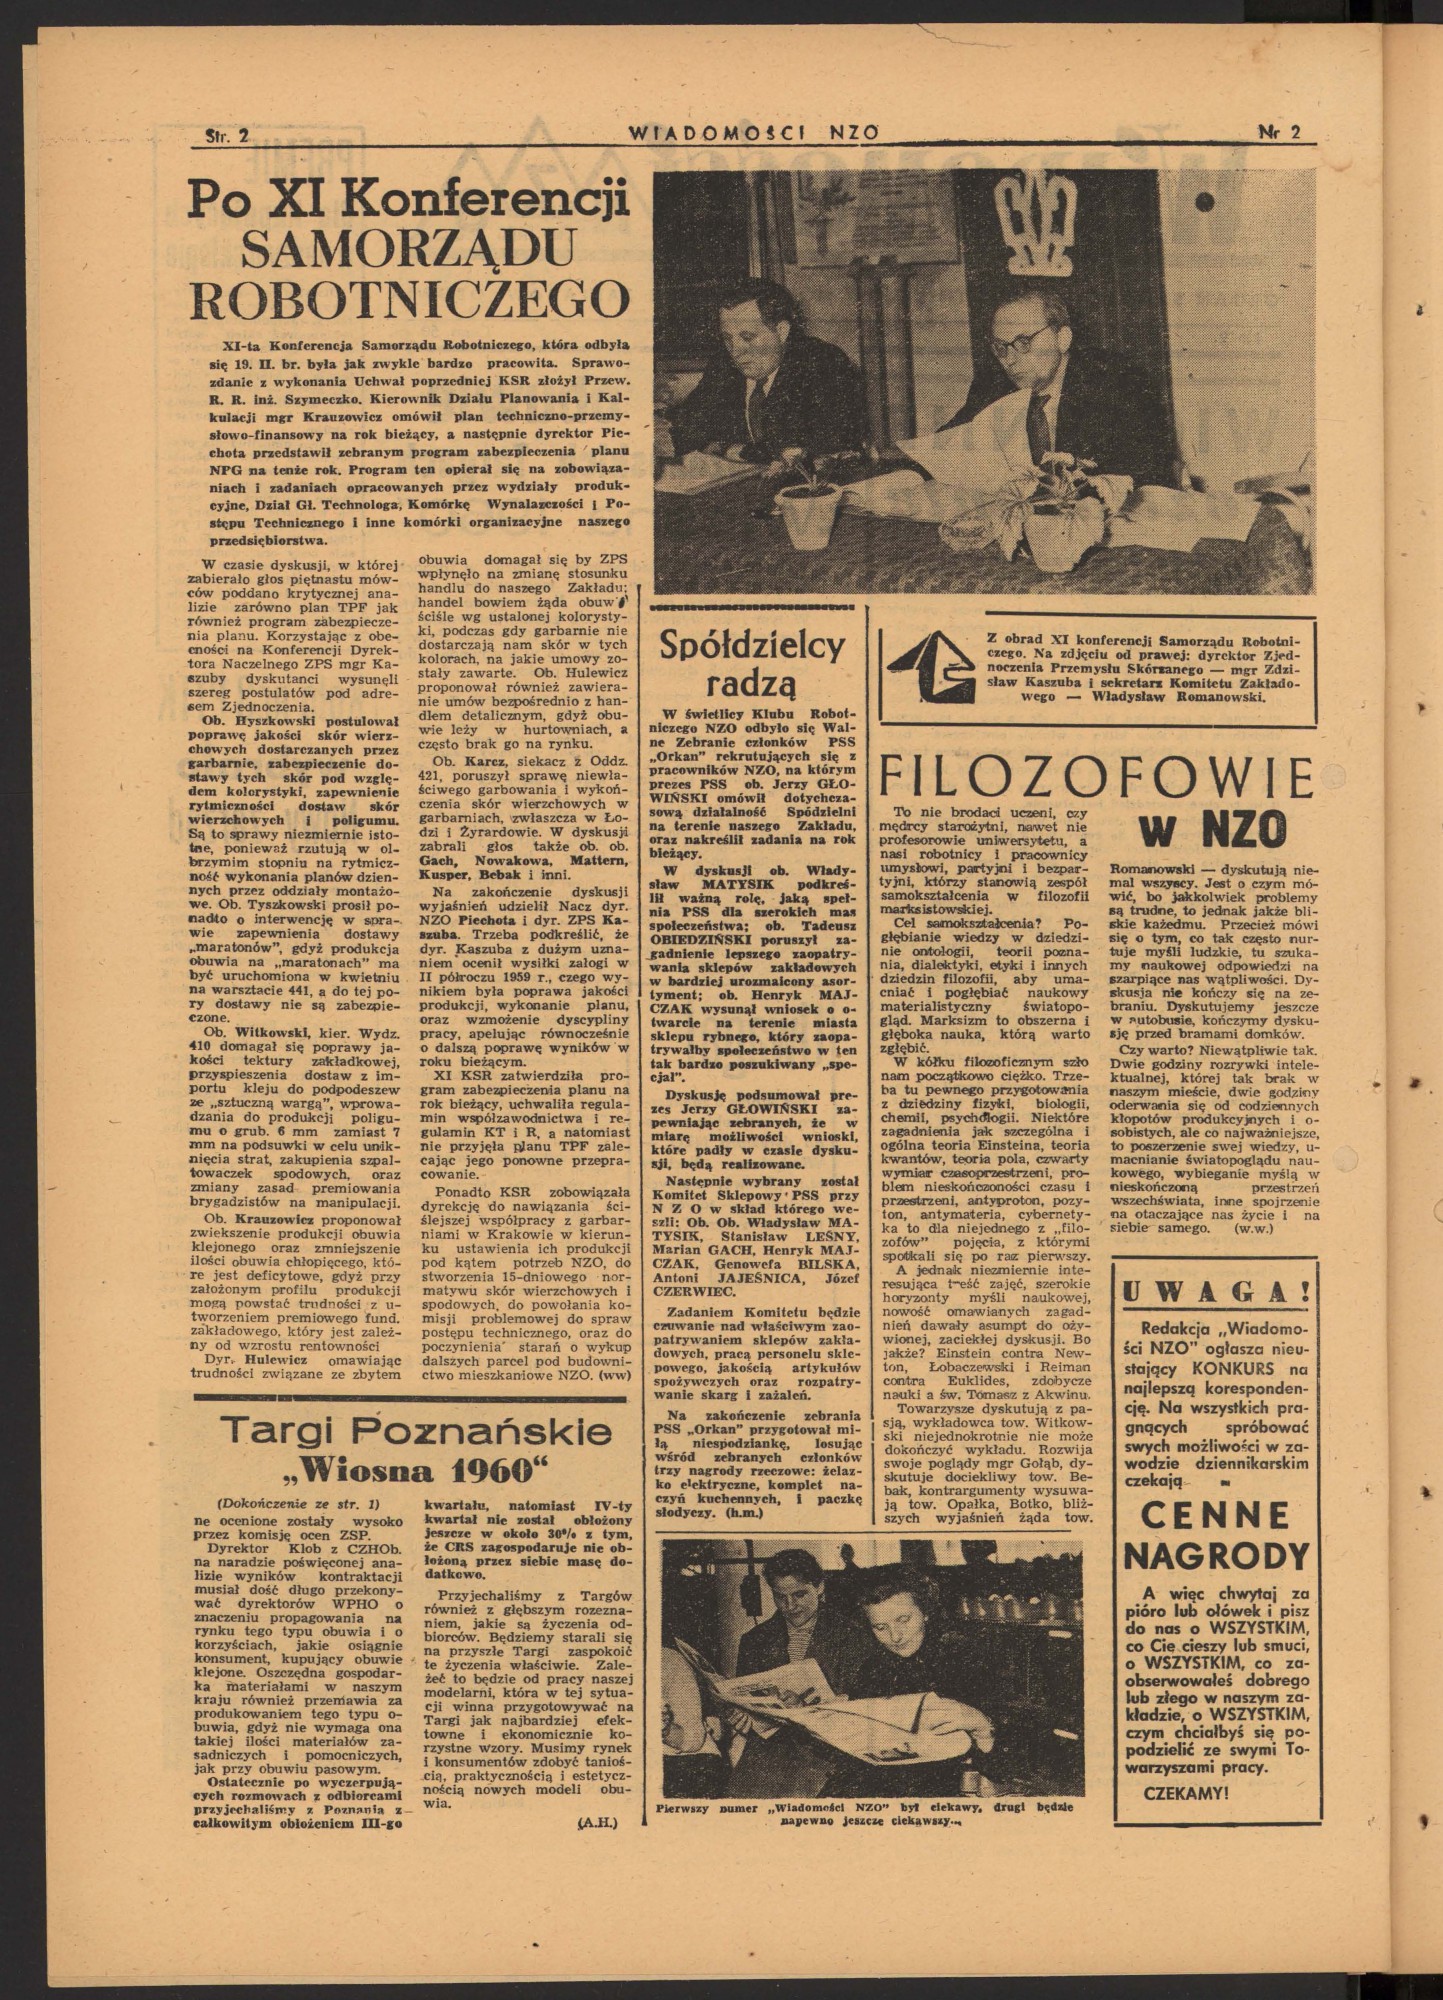 Str. 2
WIADOMOŚCI NZO
Nr 2
Po XI Konferencji
SAMORZĄDU
ROBOTNICZEGO
XI-ta Konferencja Samorządu Robotniczego, która odbyła
się 19. II. br. była jak zwykle bardzo pracowita. Sprawo-
zdanie z wykonania Uchwał poprzedniej KSR złożył Przew.
R. R. inż. Szymeczko. Kierownik Działu Planowania i Kal-
kulacji mgr Krauzowicz omówił plan techniczno-przemy-
słowo-finansowy na rok bieżący, a następnie dyrektor Pie-
chota przedstawił zebranym program zabezpieczenia planu
NPG na tenże rok. Program ten opierał się na zobowiąza-
niach i zadaniach opracowanych przez wydziały produk-
cyjne, Dział Gł. Technologa, Komórkę Wynalazczości i Po-
stępu Technicznego i inne komórki organizacyjne naszego
przedsiębiorstwa.
W czasie dyskusji, w której
zabierało głos piętnastu mów-
ców poddano krytycznej ana-
lizie zarówno plan TPF jak
również program zabezpiecze-
nia planu. Korzystając z obe-
cności na Konferencji Dyrek-
tora Naczelnego ZPS mgr Ka-
szuby dyskutanci wysunęli
szereg postulatów pod adre-
sem Zjednoczenia.
Ob. Hyszkowski postulował
poprawę jakości skór wierz-
chowych dostarczanych przez
garbarnie, zabezpieczenie do-
stawy tych skór pod wzglę-
dem kolorystyki, zapewnienie
rytmiczności dostaw skór
wierzchowych i poligumu.
Są to sprawy niezmiernie isto-
tne, ponieważ rzutują w ol-
brzymim stopniu na rytmicz-
ność wykonania planów dzien-
nych przez oddziały montażo-
we. Ob. Tyszkowski prosił po-
nadto o interwencję w spra-
wie zapewnienia dostawy
„maratonów”, gdyż produkcja
obuwia na „maratonach” ma
być uruchomiona w kwietniu
na warsztacie 441, a do tej po-
ry dostawy nie są zabezpie-
czone.
Ob. Witkowski, kier. Wydz.
410 domagał się poprawy ja-
kości tektury zakładkowej,
przyspieszenia dostaw z im-
portu kleju do podpodeszew
ze „sztuczną wargą”, wprowa-
dzania do produkcji poligu-
mu o grub. 6 mm zamiast 7
mm na podsuwki w celu unik-
nięcia strat, zakupienia szpal-
towaczek spodowych, oraz
zmiany zasad premiowania
brygadzistów na manipulacji.
Ob. Krauzowicz proponował
zwiekszenie produkcji obuwia
klejonego oraz zmniejszenie
ilości obuwia chłopięcego, któ-
re jest deficytowe, gdyż przy
założonym profilu produkcji
mogą powstać trudności z u-
tworzeniem premiowego fund.
zakładowego, który jest zależ-
ny od wzrostu rentowności
Dyr. Hulewicz omawiając
trudności związane ze zbytem
obuwia domagał się by ZPS
wpłynęło na zmianę stosunku
handlu do naszego Zakładu;
handel bowiem żąda obuw
ściśle wg ustalonej kolorysty-
ki, podczas gdy garbarnie nie
dostarczają nam skór w tych
kolorach, na jakie umowy zo-
stały zawarte. Ob. Hulewicz
proponował również zawiera-
nie umów bezpośrednio z han-
dlem detalicznym, gdyż obu-
wie leży w hurtowniach, a
często brak go na rynku.
Ob. Karcz, siekacz z Oddz.
421, poruszył sprawę niewła-
ściwego garbowania i wykoń-
czenia skór wierzchowych w
garbarniach, zwłaszcza w Ło-
dzi i Żyrardowie. W dyskusji
zabrali głos także ob. ob.
Gach, Nowakowa, Mattern,
Kusper, Bebak i inni.
Na zakończenie dyskusji
wyjaśnień udzielił Nacz dyr.
NZO Piechota i dyr. ZPS Ka-
szuba. Trzeba podkreślić, że
dyr. Kaszuba z dużym uzna-
niem ocenił wysiłki załogi w
II półroczu 1959 r., czego wy-
nikiem była poprawa jakości
produkcji, wykonanie planu,
oraz wzmożenie dyscypliny
pracy, apelując równocześnie
o dalszą poprawę wyników w
roku bieżącym.
XI KSR zatwierdziła pro-
gram zabezpieczenia planu na
rok bieżący, uchwaliła regula-
min współzawodnictwa i re-
gulamin KT i R, a natomiast
nie przyjęła planu TPF zale-
cając jego ponowne przepra-
cowanie.
Ponadto KSR zobowiązała
dyrekcję do nawiązania ści-
ślejszej współpracy z garbar-
niami w Krakowie w kierun-
ku ustawienia ich produkcji
pod kątem potrzeb NZO, do
stworzenia 15-dniowego nor-
matywu skór wierzchowych i
spodowych, do powołania ko-
misji problemowej do spraw
postępu technicznego, oraz do
poczynienia starań o wykup
dalszych parcel pod budowni-
ctwo mieszkaniowe NZO. (ww)
Targi Poznańskie
„Wiosna 1960“
(Dokończenie ze str. 1)
ne ocenione zostały wysoko
przez komisję ocen ZSP.
Dyrektor Klob z CZHOb.
na naradzie poświęconej ana-
lizie wyników kontraktacji
musiał dość długo przekony-
wać dyrektorów WPHO o
znaczeniu propagowania na
rynku tego typu obuwia i o
korzyściach, jakie osiągnie
konsument, kupujący obuwie
klejone. Oszczędna gospodar-
ka materiałami w naszym
kraju również przemawia za
produkowaniem tego typu o-
buwia, gdyż nie wymaga ona
takiej ilości materiałów za-
sadniczych i pomocniczych,
jak przy obuwiu pasowym.
Ostatecznie po wyczerpują-
cych rozmowach z odbiorcami
przyjechaliśmy z Poznania z
całkowitym obłożeniem III-go
kwartału, natomiast IV-ty
kwartał nie został obłożony
jeszcze w około 30% z tym,
że CRS zagospodaruje nie ob-
łożoną przez siebie masę do-
datkowo.
Przyjechaliśmy z Targów
również z głębszym rozezna-
niem, jakie są życzenia od-
biorców. Będziemy starali się
na przyszłe Targi zaspokoić
te życzenia właściwie. Zale-
żeć to będzie od pracy naszej
modelarni, która w tej sytua-
cji winna przygotowywać na
Targi jak najbardziej efek-
towne i ekonomicznie ko-
rzystne wzory. Musimy rynek
i konsumentów zdobyć tanioś-
cią, praktycznością i estetycz-
nością nowych modeli obu-
wia.
(A.H.)
Spółdzielcy
radzą
W świetlicy Klubu Robot-
niczego NZO odbyło się Wal-
ne Zebranie członków PSS
„Orkan” rekrutujących się z
pracowników NZO, na którym
prezes PSS ob. Jerzy GŁO-
WIŃSKI omówił dotychcza-
sową działalność Spódzielni
na terenie naszego Zakładu,
oraz nakreślił zadania na rok
bieżący.
W dyskusji ob. Włady-
sław MATYSIK podkreś-
lił ważną rolę, jaką speł-
nia PSS dla szerokich mas
społeczeństwa; ob. Tadeusz
OBIEDZIŃSKI poruszył za-
gadnienie lepszego zaopatry-
wania sklepów zakładowych
w bardziej urozmaicony asor-
tyment; ob. Henryk MAJ-
CZAK wysunął wniosek o o-
twarcie na terenie miasta
sklepu rybnego, który zaopa-
trywałby społeczeństwo w ten
tak bardzo poszukiwany „spe-
cjał”.
Dyskusję podsumował pre-
zes Jerzy GŁOWIŃSKI za-
pewniając zebranych, że w
miarę możliwości wnioski,
które padły w czasie dysku-
sji, będą realizowane.
Następnie wybrany został
Komitet Sklepowy PSS przy
N Z O w skład którego we-
szli: Ob. Ob. Władysław MA-
TYSIK, Stanisław LEŚNY,
Marian GACH, Henryk MAJ-
CZAK, Genowefa BILSKA,
Antoni JAJEŚNICA, Józef
CZERWIEC.
Zadaniem Komitetu będzie
czuwanie nad właściwym zao-
patrywaniem sklepów zakła-
dowych, pracą personelu skle-
powego, jakością artykułów
spożywczych oraz rozpatry-
wanie skarg i zażaleń.
Na zakończenie zebrania
PSS „Orkan” przygotował mi-
łą niespodziankę, losując
wśród zebranych członków
trzy nagrody rzeczowe: żelaz-
ko elektryczne, komplet na-
czyń kuchennych, i paczkę
słodyczy. (h.m.)
Z obrad XI konferencji Samorządu Robotni-
czego. Na zdjęciu od prawej: dyrektor Zjed-
noczenia Przemysłu Skórzanego — mgr Zdzi-
sław Kaszuba i sekretarz Komitetu Zakłado-
wego — Władysław Romanowski.
FILOZOFOWIE
W NZO
To nie brodaci uczeni, czy
mędrcy starożytni, nawet nie
profesorowie uniwersytetu, a
nasi robotnicy i pracownicy
umysłowi, partyjni i bezpar-
tyjni, którzy stanowią zespół
samokształcenia w filozofii
marksistowskiej.
Cel samokształcenia? Po-
głębianie wiedzy w dziedzi-
nie ontologii, teorii pozna-
nia, dialektyki, etyki i innych
dziedzin filozofii, aby uma-
cniać i pogłębiać naukowy
materialistyczny światopo-
gląd. Marksizm to obszerna i
głęboka nauka, którą warto
zgłębić.
W kółku filozoficznym szło
nam początkowo ciężko. Trze-
ba tu pewnego przygotowania
z dziedziny fizyki, biologii,
chemii, psychologii. Niektóre
zagadnienia jak szczególna i
ogólna teoria Einsteina, teoria
kwantów, teoria pola, czwarty
wymiar czasoprzestrzeni, pro-
blem nieskończoności czasu i
przestrzeni, antyproton, pozy-
ton, antymateria, cybernety-
ka to dla niejednego z „filo-
zofów” pojęcia, z którymi
spotkali się po raz pierwszy.
A jednak niezmiernie inte-
resująca treść zajęć, szerokie
horyzonty myśli naukowej,
nowość omawianych zagad-
nień dawały asumpt do oży-
wionej, zaciekłej dyskusji. Bo
jakże? Einstein contra New-
ton, Łobaczewski i Reiman
contra Euklides, zdobycze
nauki a św. Tómasz z Akwinu.
Towarzysze dyskutują z pa-
sją, wykładowca tow. Witkow-
ski niejednokrotnie nie może
dokończyć wykładu. Rozwija
swoje poglądy mgr Gołąb, dy-
skutuje dociekliwy tow. Be-
bak, kontrargumenty wysuwa-
ją tow. Opałka, Botko, bliż-
szych wyjaśnień żąda tow.
Romanowski — dyskutują nie-
mal wszyscy. Jest o czym mó-
wić, bo jakkolwiek problemy
są trudne, to jednak jakże bli-
skie każdemu. Przecież mówi
się o tym, co tak często nur-
tuje myśli ludzkie, tu szuka-
my naukowej odpowiedzi na
szarpiące nas wątpliwości. Dy-
skusja nie kończy się na ze-
braniu. Dyskutujemy jeszcze
w autobusie, kończymy dysku-
sję przed bramami domków.
Czy warto? Niewątpliwie tak.
Dwie godziny rozrywki intele-
ktualnej, której tak brak w
naszym mieście, dwie godziny
oderwania się od codziennych
kłopotów produkcyjnych i o-
sobistych, ale co najważniejsze,
to poszerzenie swej wiedzy, u-
macnianie światopoglądu nau-
kowego, wybieganie myślą w
nieskończoną przestrzeń
wszechświata, inne spojrzenie
na otaczające nas życie i na
siebie samego. (w.w.)
UWAGA!
Redakcja „Wiadomo-
ści NZO” ogłasza nieu-
stający KONKURS na
najlepszą koresponden-
cję. Na wszystkich pra-
gnących spróbować
swych możliwości w za-
wodzie dziennikarskim
czekają
CENNE
NAGRODY
A więc chwytaj za
pióro lub ołówek i pisz
do nas o WSZYSTKIM,
co Cię cieszy lub smuci,
o WSZYSTKIM, co za-
obserwowałeś dobrego
lub złego w naszym za-
kładzie, o WSZYSTKIM,
czym chciałbyś się po-
podzielić ze swymi To-
warzyszami pracy.
CZEKAMY!
Pierwszy numer „Wiadomości NZO” był ciekawy, drugi będzie
napewno jeszcze ciekawszy...